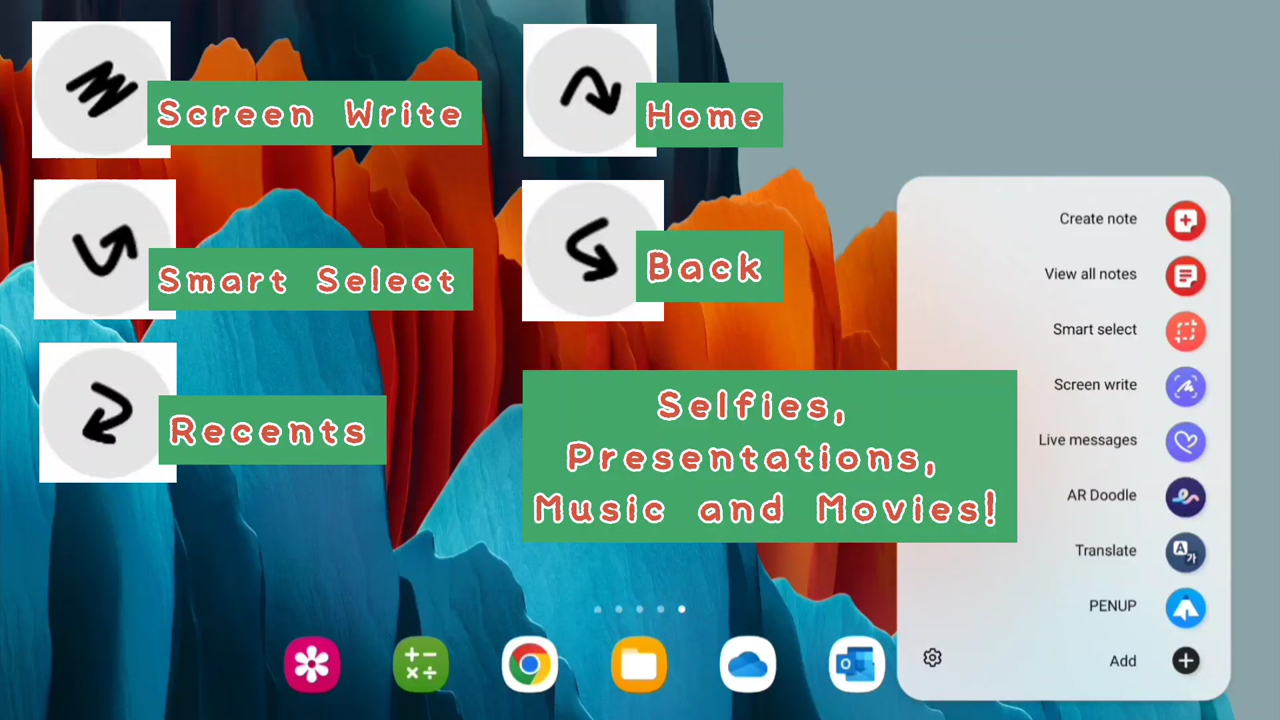 Screen Write
Home
Smart Select
Back
Recents
Selfies,
Presentations,
Music and Movies!
Create note
View all notes
Smart select
Screen write
Live messages
AR Doodle
Translate
PENUP
Add